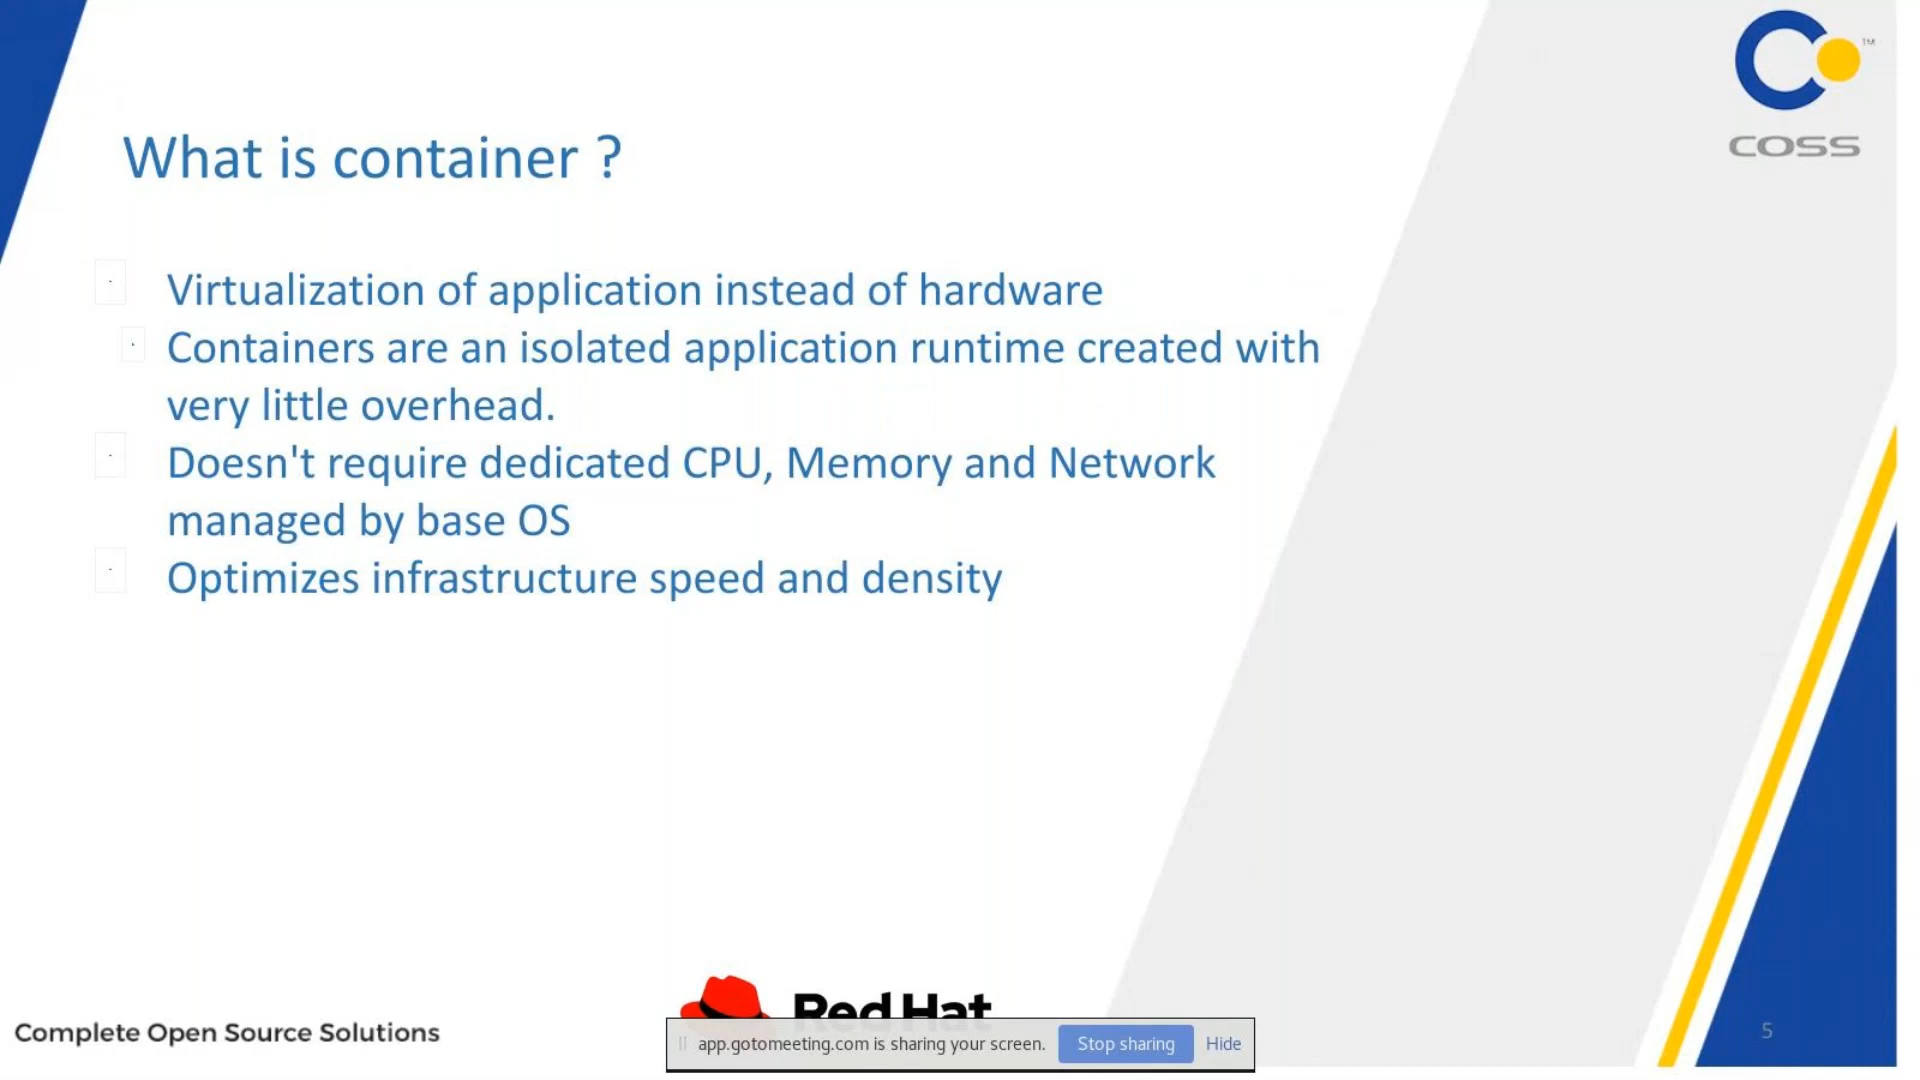 TM
COSS
What is container ?
Virtualization of application instead of hardware
Containers are an isolated application runtime created with
very little overhead.
Doesn't require dedicated CPU, Memory and Network
managed by base OS
Optimizes infrastructure speed and density
Red Hat
Complete Open Source Solutions
app.gotomeeting.com is sharing your screen. Stop sharing Hide
5